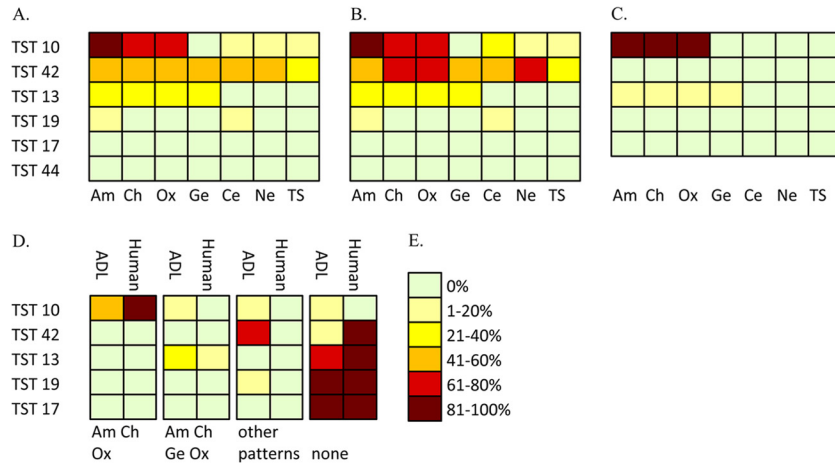 A.
B.
C.
TST 10
TST 42
TST 13
TST 19
TST 17
TST 44
Am Ch Ox Ge Ce Ne TS
Am Ch Ox Ge Ce Ne TS
Am Ch Ox Ge Ce Ne TS
D.
E.
ADL Human ADL Human ADL Human ADL Human
TST 10
TST 42
TST 13
TST 19
TST 17
Am Ch
Ox
Am Ch
Ge Ox
other
patterns
none
0%
1-20%
21-40%
41-60%
61-80%
81-100%